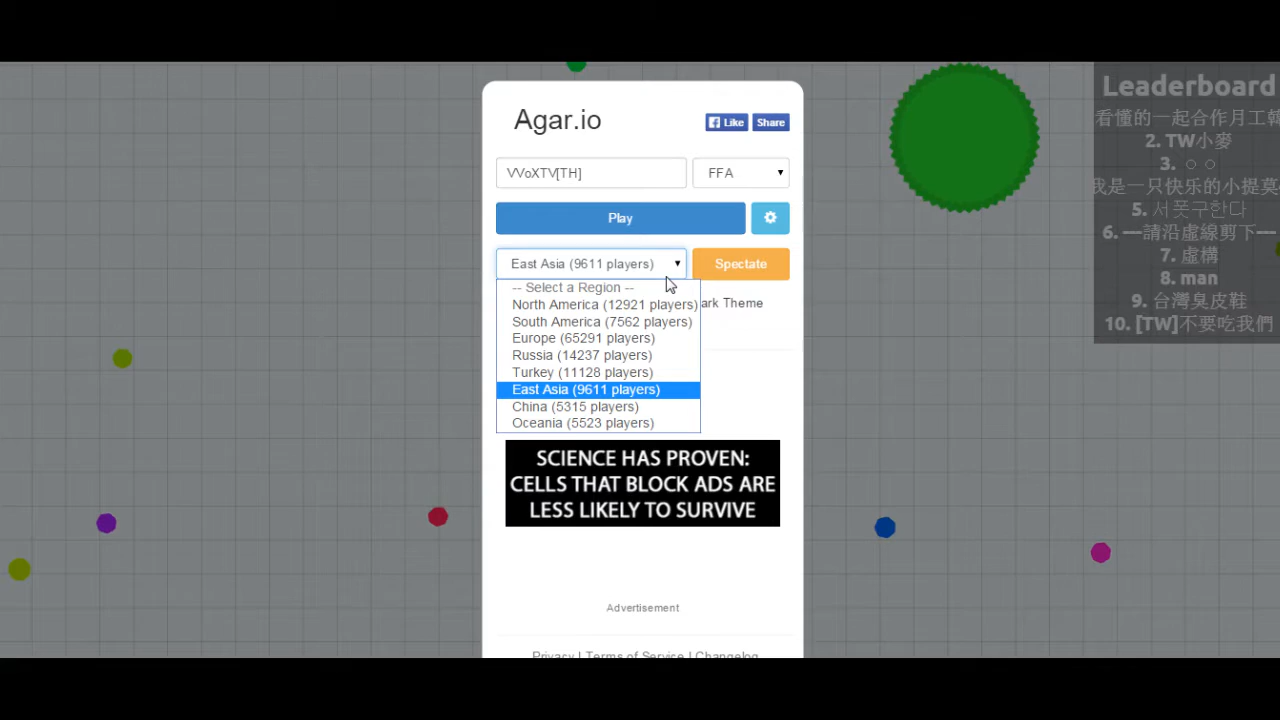 Agar.io
Like
Share
VVoXTV[TH]
FFA
Play
East Asia (9611 players)
Spectate
-- Select a Region --
North America (12921 players)
South America (7562 players)
Europe (65291 players)
Russia (14237 players)
Turkey (11128 players)
East Asia (9611 players)
China (5315 players)
Oceania (5523 players)
ark Theme
SCIENCE HAS PROVEN:
CELLS THAT BLOCK ADS ARE
LESS LIKELY TO SURVIVE
Advertisement
Privacy | Terms of Service | Changelog
Leaderboard
看懂的一起合作月工
2. TW小麥
3. ○ ○
我是一只快乐的小提莫
5. 서폿구한다
6. —請沿虛線剪下—
7. 虛構
8. man
9. 台灣臭皮鞋
10. [TW]不要吃我們